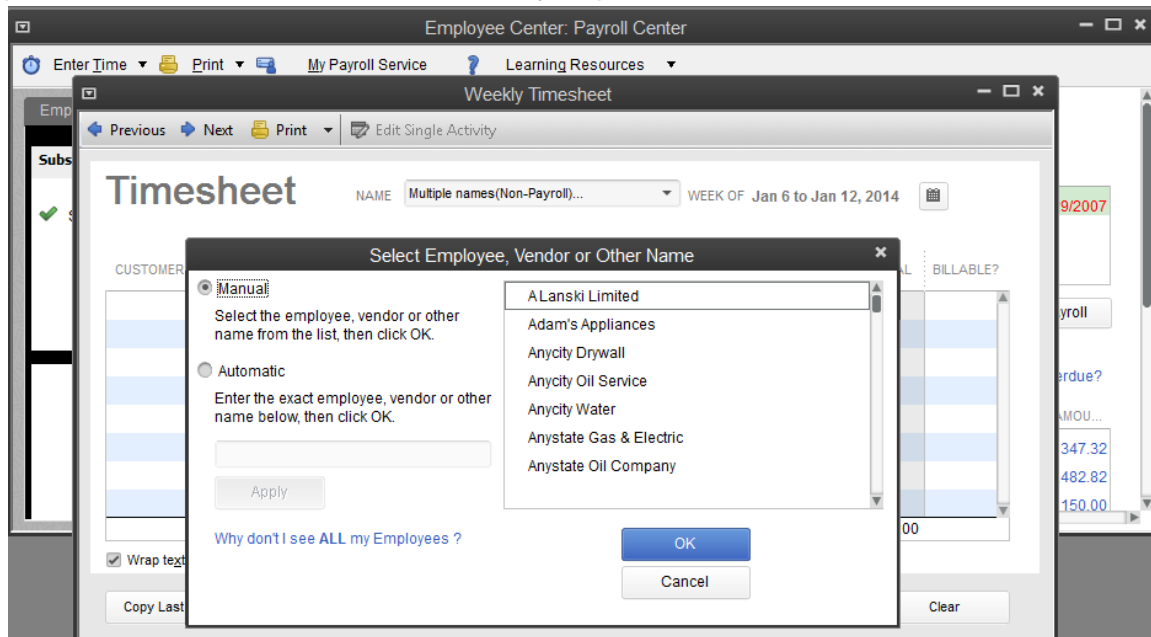 Employee Center: Payroll Center
Enter Time Print My Payroll Service ? Learning Resources
Weekly Timesheet
Emp
Previous Next Print Edit Single Activity
Subs
Timesheet NAME Multiple names(Non-Payroll)... WEEK OF Jan 6 to Jan 12, 2014
9/2007
Select Employee, Vendor or Other Name
CUSTOMER
BILLABLE?
Manual
Select the employee, vendor or other
name from the list, then click OK.
Automatic
Enter the exact employee, vendor or other
name below, then click OK.
Apply
Why don't I see ALL my Employees ?
A Lanski Limited
Adam's Appliances
Anycity Drywall
Anycity Oil Service
Anycity Water
Anystate Gas & Electric
Anystate Oil Company
OK
Cancel
yroll
erdue?
AMOU...
347.32
482.82
150.00
00
Wrap text
Copy Last
Clear